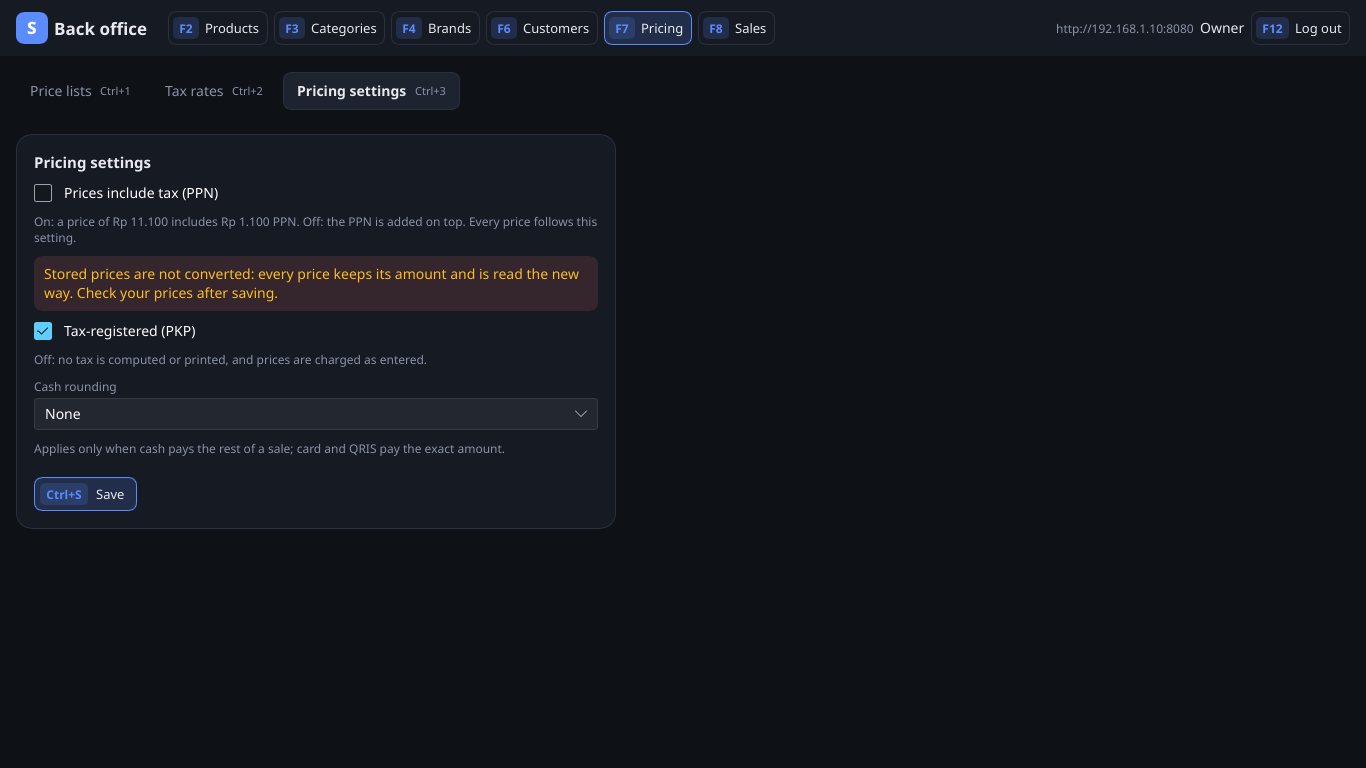 S Back office F2 Products F3 Categories F4 Brands F6 Customers F7 Pricing F8 Sales http://192.168.1.10:8080 Owner F12 Log out
Price lists Ctrl+1 Tax rates Ctrl+2 Pricing settings Ctrl+3
Pricing settings
Prices include tax (PPN)
On: a price of Rp 11.100 includes Rp 1.100 PPN. Off: the PPN is added on top. Every price follows this
setting.
Stored prices are not converted: every price keeps its amount and is read the new
way. Check your prices after saving.
Tax-registered (PKP)
Off: no tax is computed or printed, and prices are charged as entered.
Cash rounding
None
Applies only when cash pays the rest of a sale; card and QRIS pay the exact amount.
Ctrl+S Save